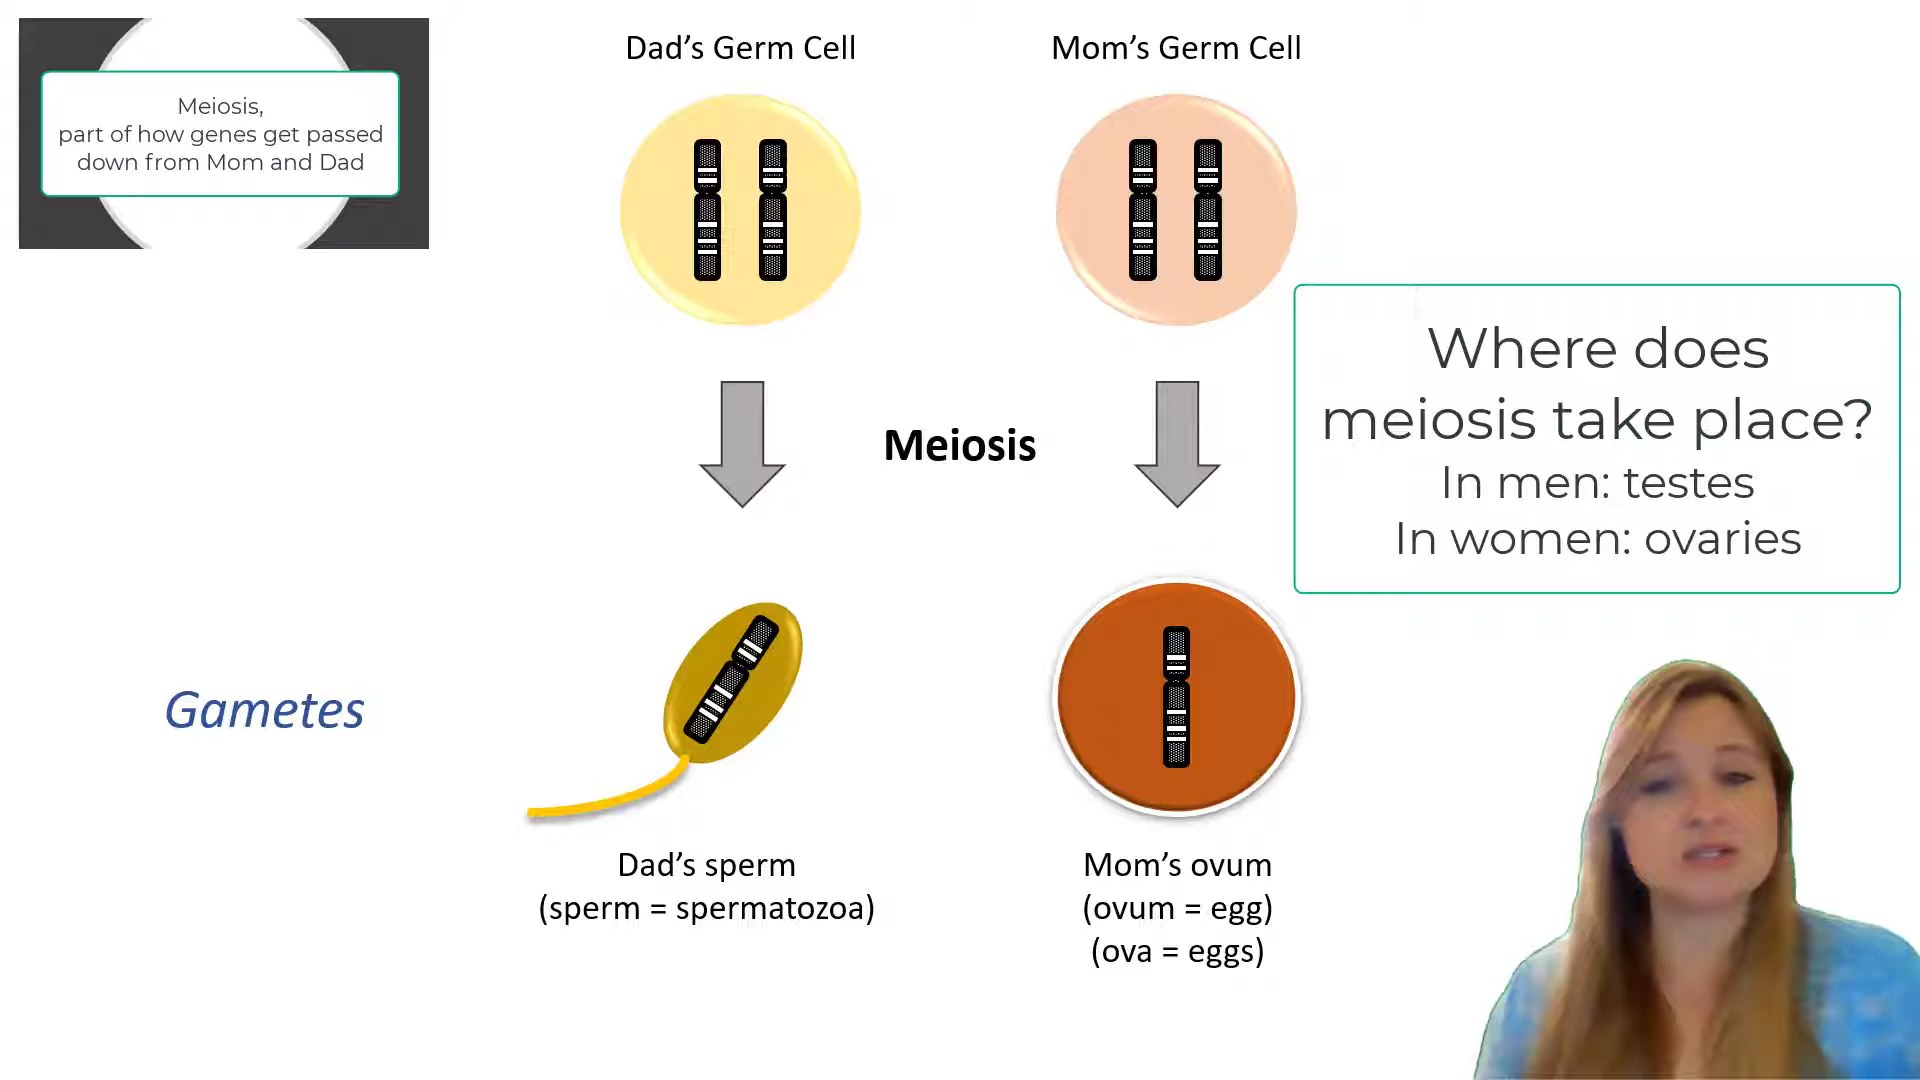 Meiosis,
part of how genes get passed
down from Mom and Dad
Dad’s Germ Cell
Mom’s Germ Cell
Meiosis
Where does
meiosis take place?
In men: testes
In women: ovaries
Gametes
Dad’s sperm
(sperm = spermatozoa)
Mom’s ovum
(ovum = egg)
(ova = eggs)